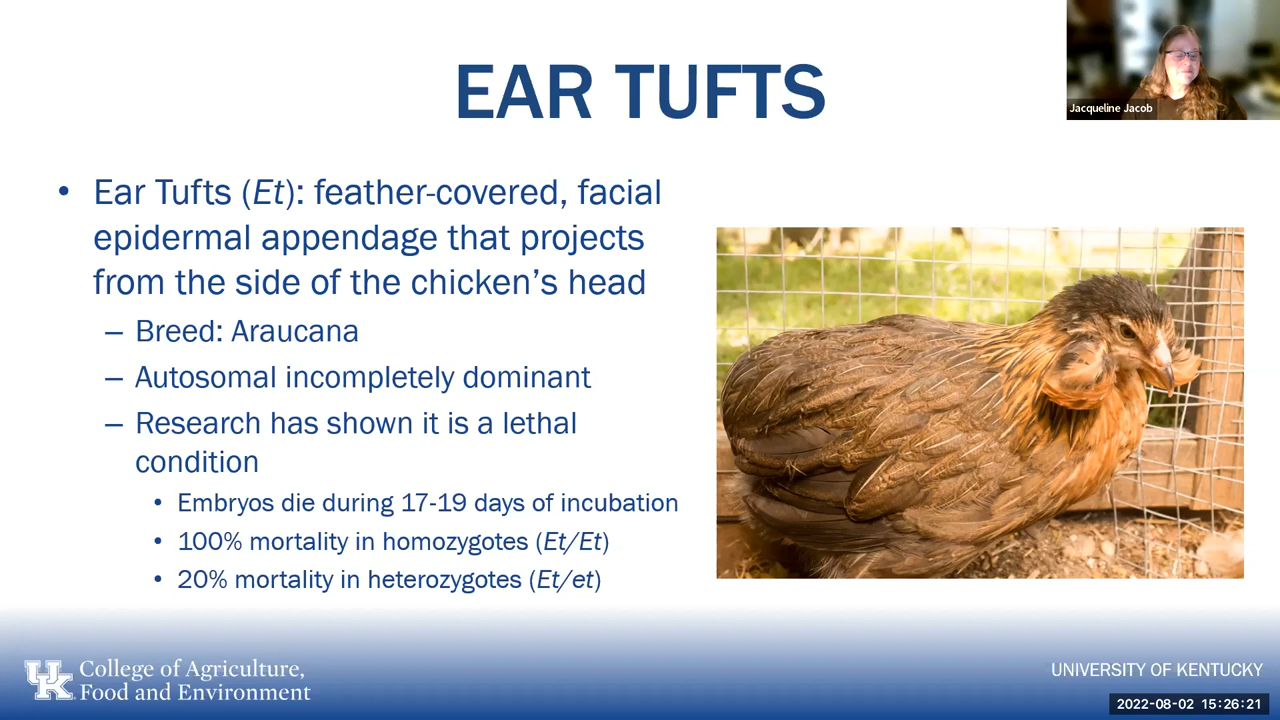 EAR TUFTS
Jacqueline Jacob
• Ear Tufts (Et): feather-covered, facial
epidermal appendage that projects
from the side of the chicken’s head
– Breed: Araucana
– Autosomal incompletely dominant
– Research has shown it is a lethal
condition
• Embryos die during 17-19 days of incubation
• 100% mortality in homozygotes (Et/Et)
• 20% mortality in heterozygotes (Et/et)
UK
College of Agriculture,
Food and Environment
UNIVERSITY OF KENTUCKY
2022-08-02 15:26:21